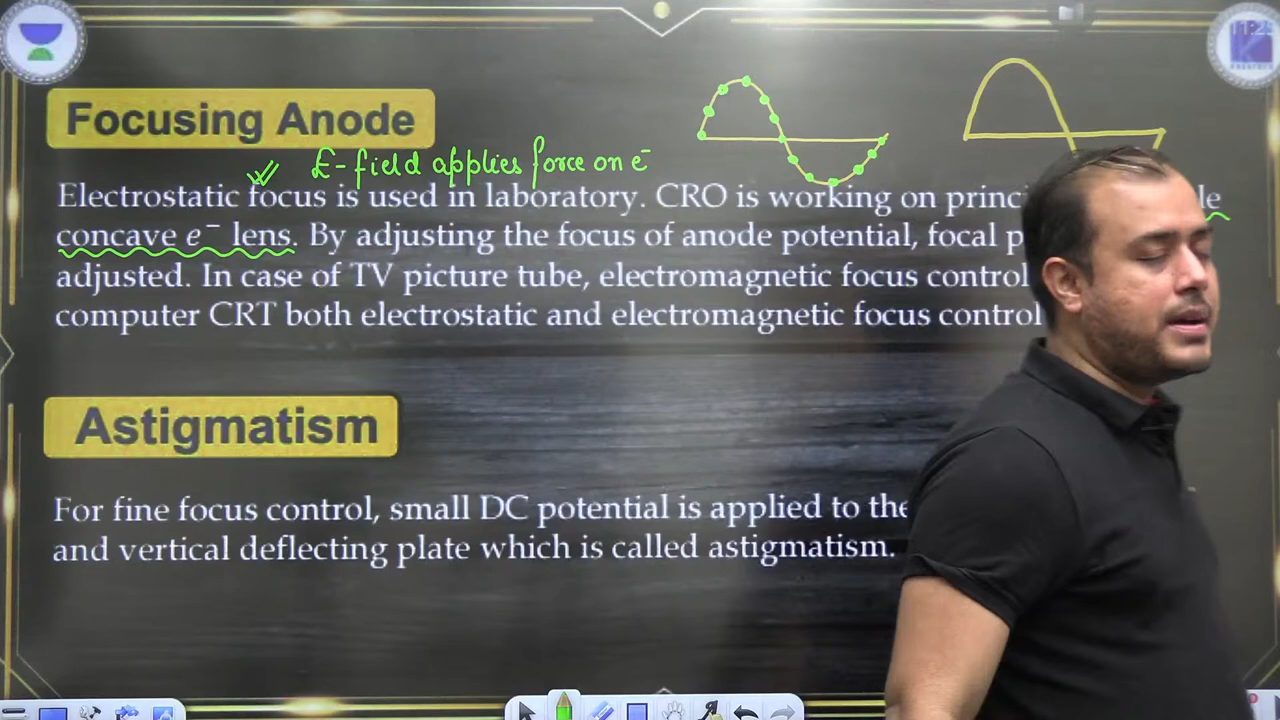 Focusing Anode
E-field applies force on e⁻
Electrostatic focus is used in laboratory. CRO is working on
concave e⁻ lens. By adjusting the focus of anode potential, focal
adjusted. In case of TV picture tube, electromagnetic focus control
computer CRT both electrostatic and electromagnetic focus control
Astigmatism
For fine focus control, small DC potential is applied to the
and vertical deflecting plate which is called astigmatism.